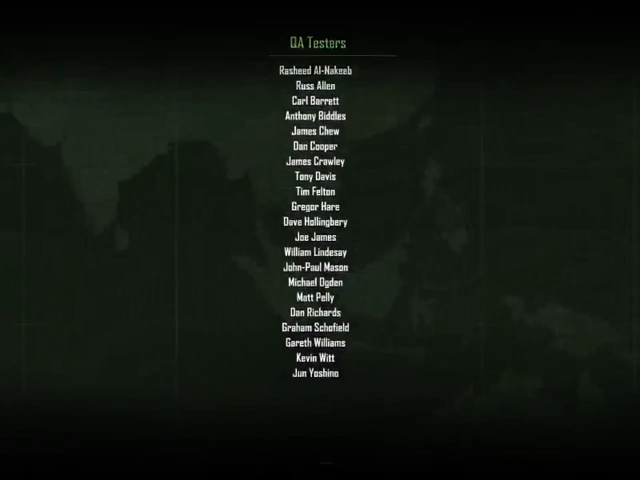 QA Testers
Rasheed Al-Nakeeb
Russ Allen
Carl Barrett
Anthony Biddles
James Chew
Dan Cooper
James Crawley
Tony Davis
Tim Felton
Gregor Hare
Dave Hollingbery
Joe James
William Lindesay
John-Paul Mason
Michael Ogden
Matt Pelly
Dan Richards
Graham Schofield
Gareth Williams
Kevin Witt
Jun Yoshino